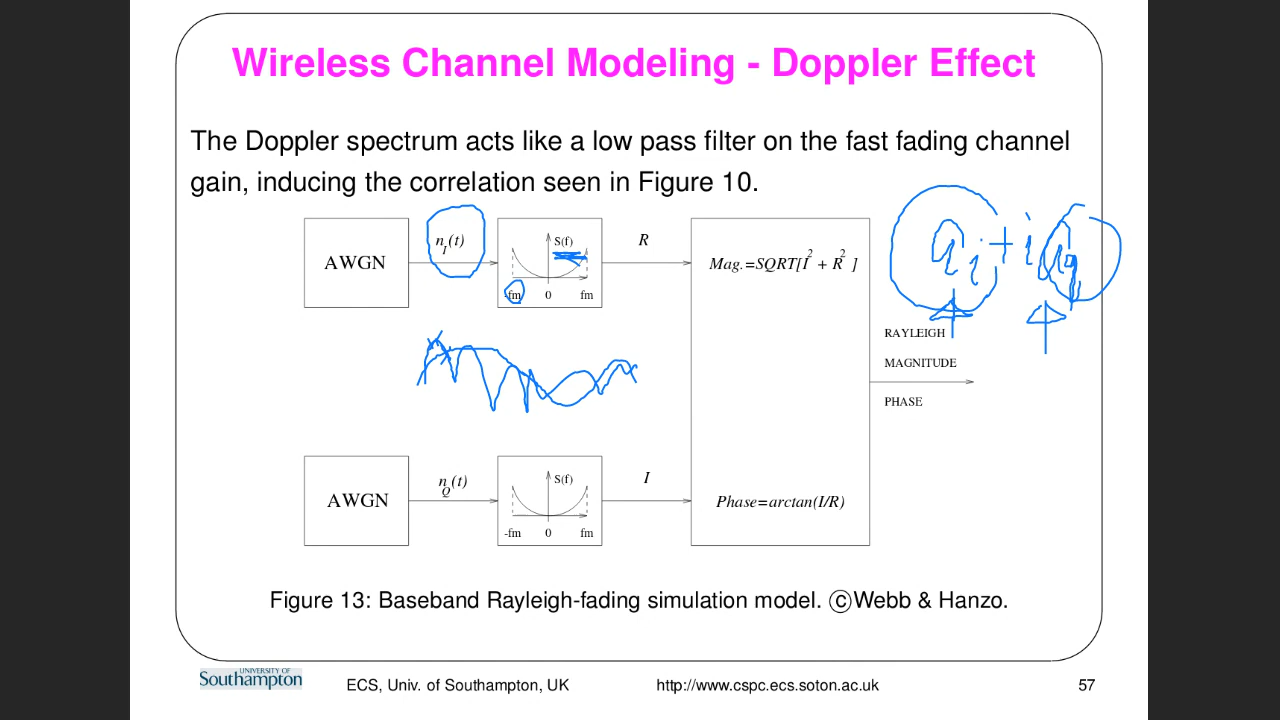 Wireless Channel Modeling - Doppler Effect
The Doppler spectrum acts like a low pass filter on the fast fading channel
gain, inducing the correlation seen in Figure 10.
AWGN
n_I(t)
S(f)
-fm 0 fm
R
Mag.=SQRT[I² + R² ]
a_i + i a_q
RAYLEIGH
MAGNITUDE
PHASE
AWGN
n_Q(t)
S(f)
-fm 0 fm
I
Phase=arctan(I/R)
Figure 13: Baseband Rayleigh-fading simulation model. ©Webb & Hanzo.
UNIVERSITY OF
Southampton
ECS, Univ. of Southampton, UK http://www.cspc.ecs.soton.ac.uk 57